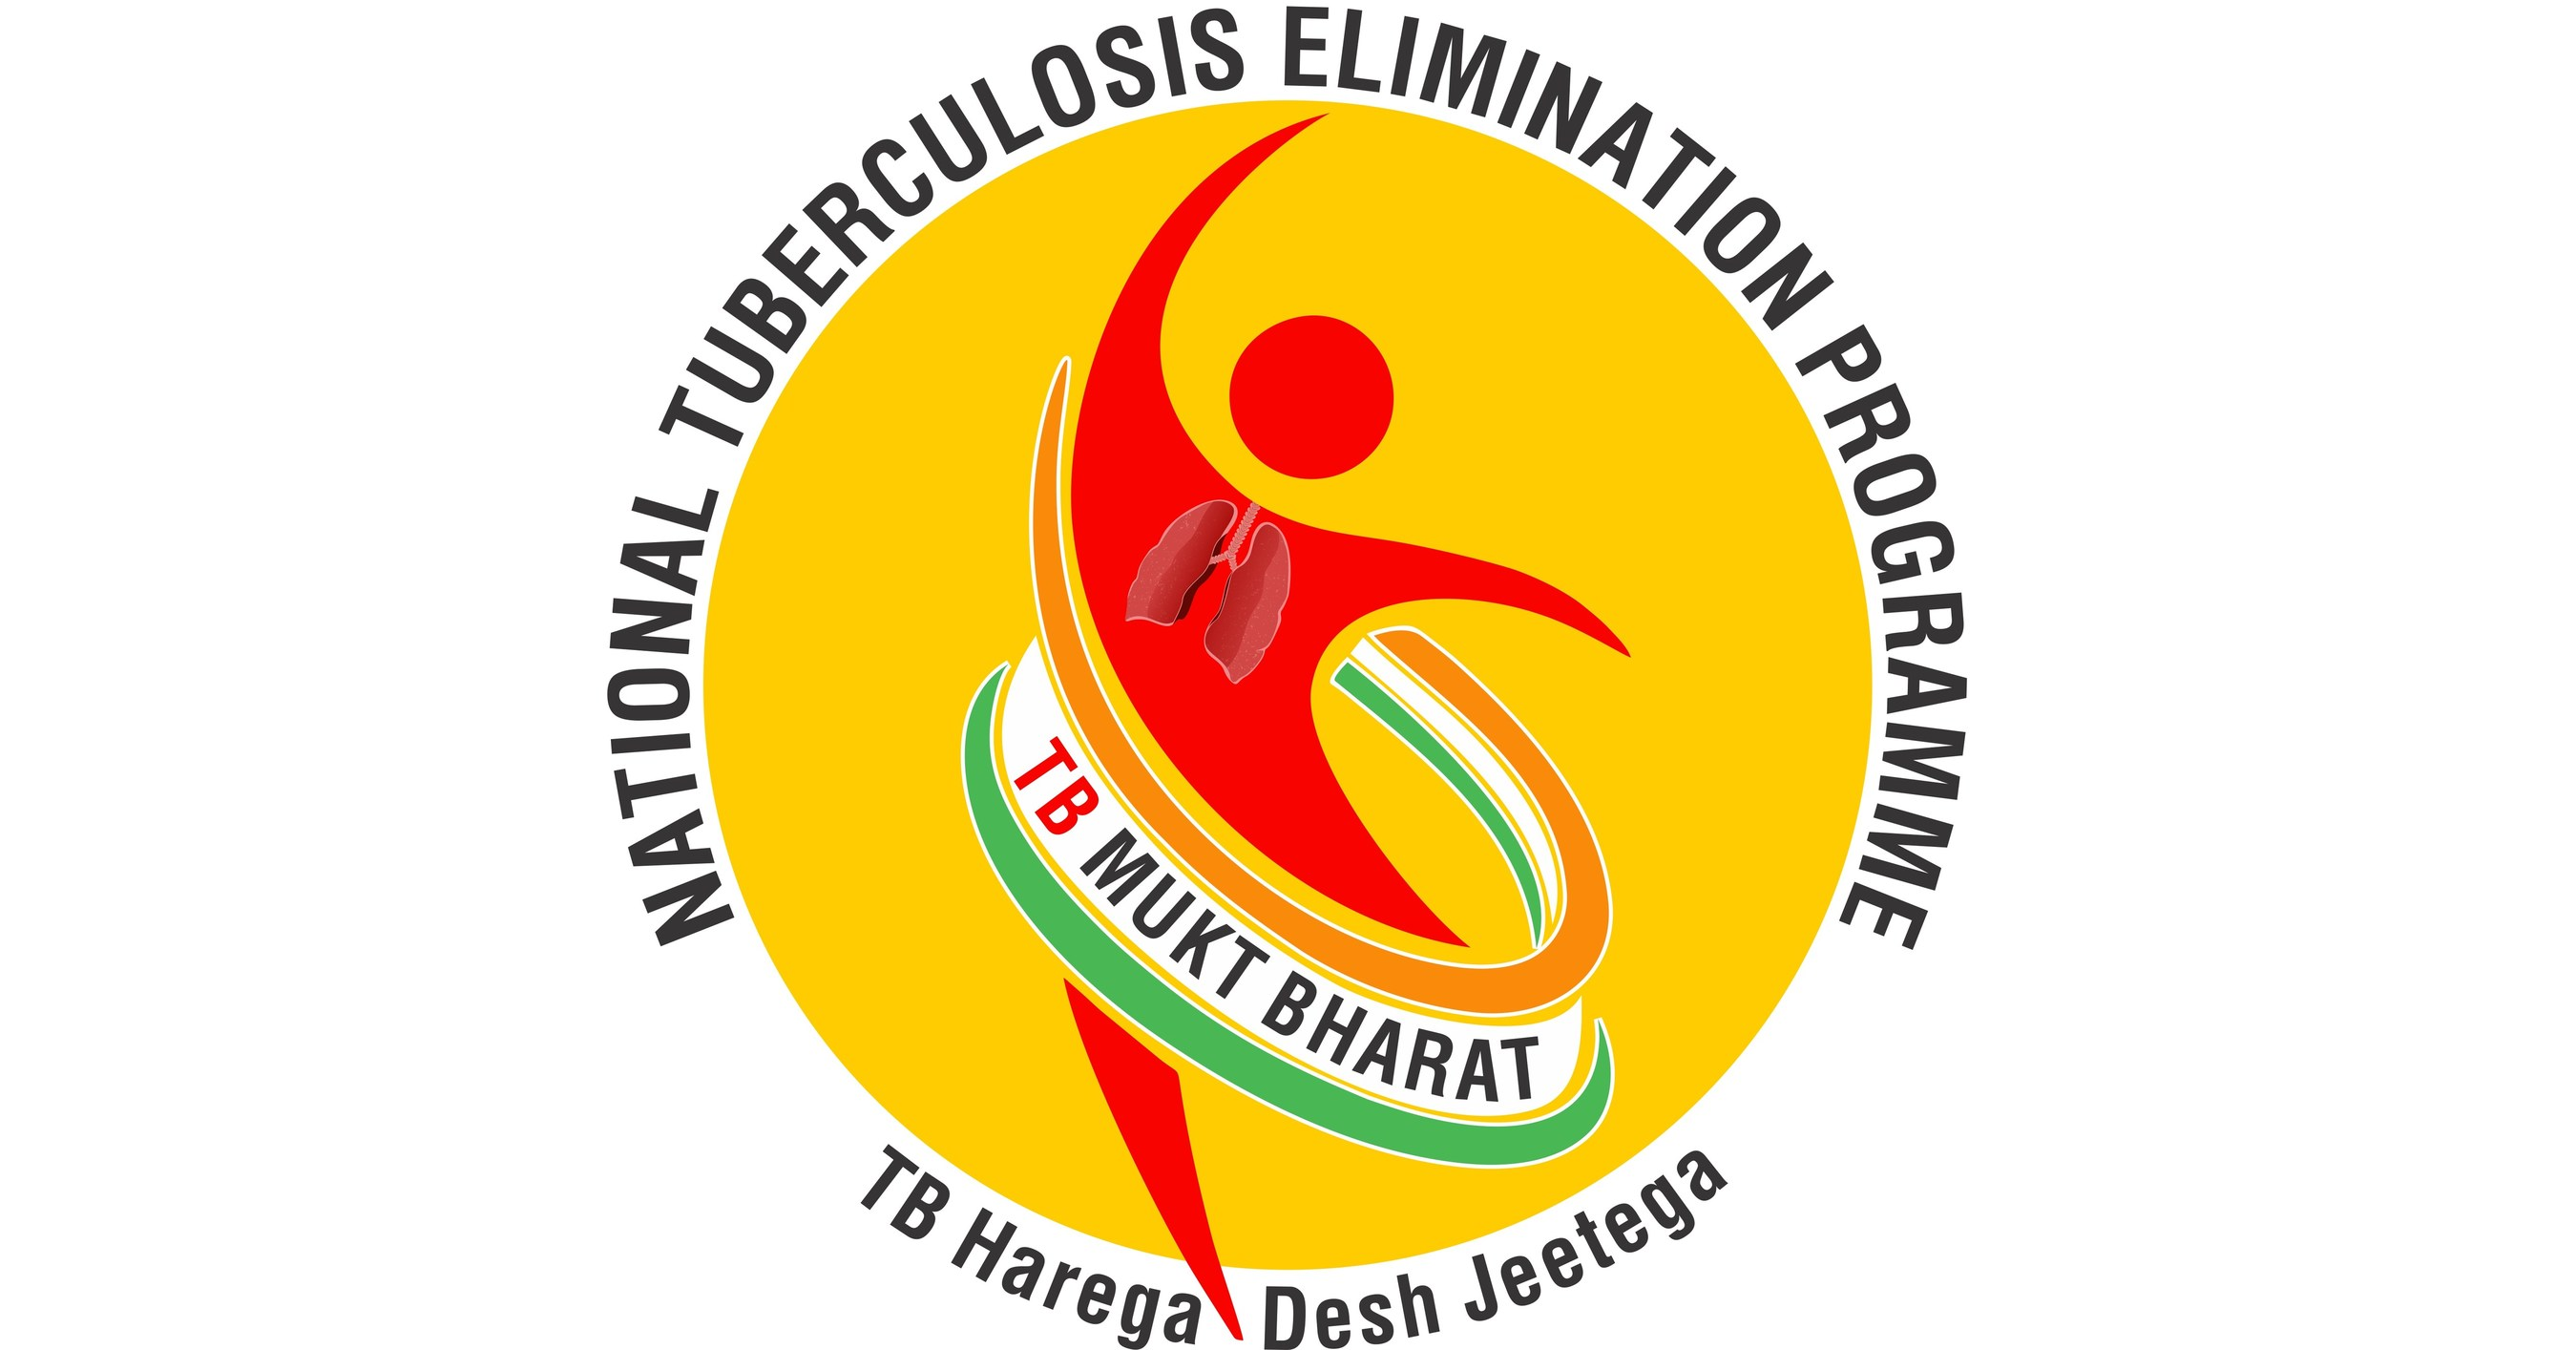 NATIONAL TUBERCULOSIS ELIMINATION PROGRAMME
TB MUKT BHARAT
TB Harega Desh Jeetega